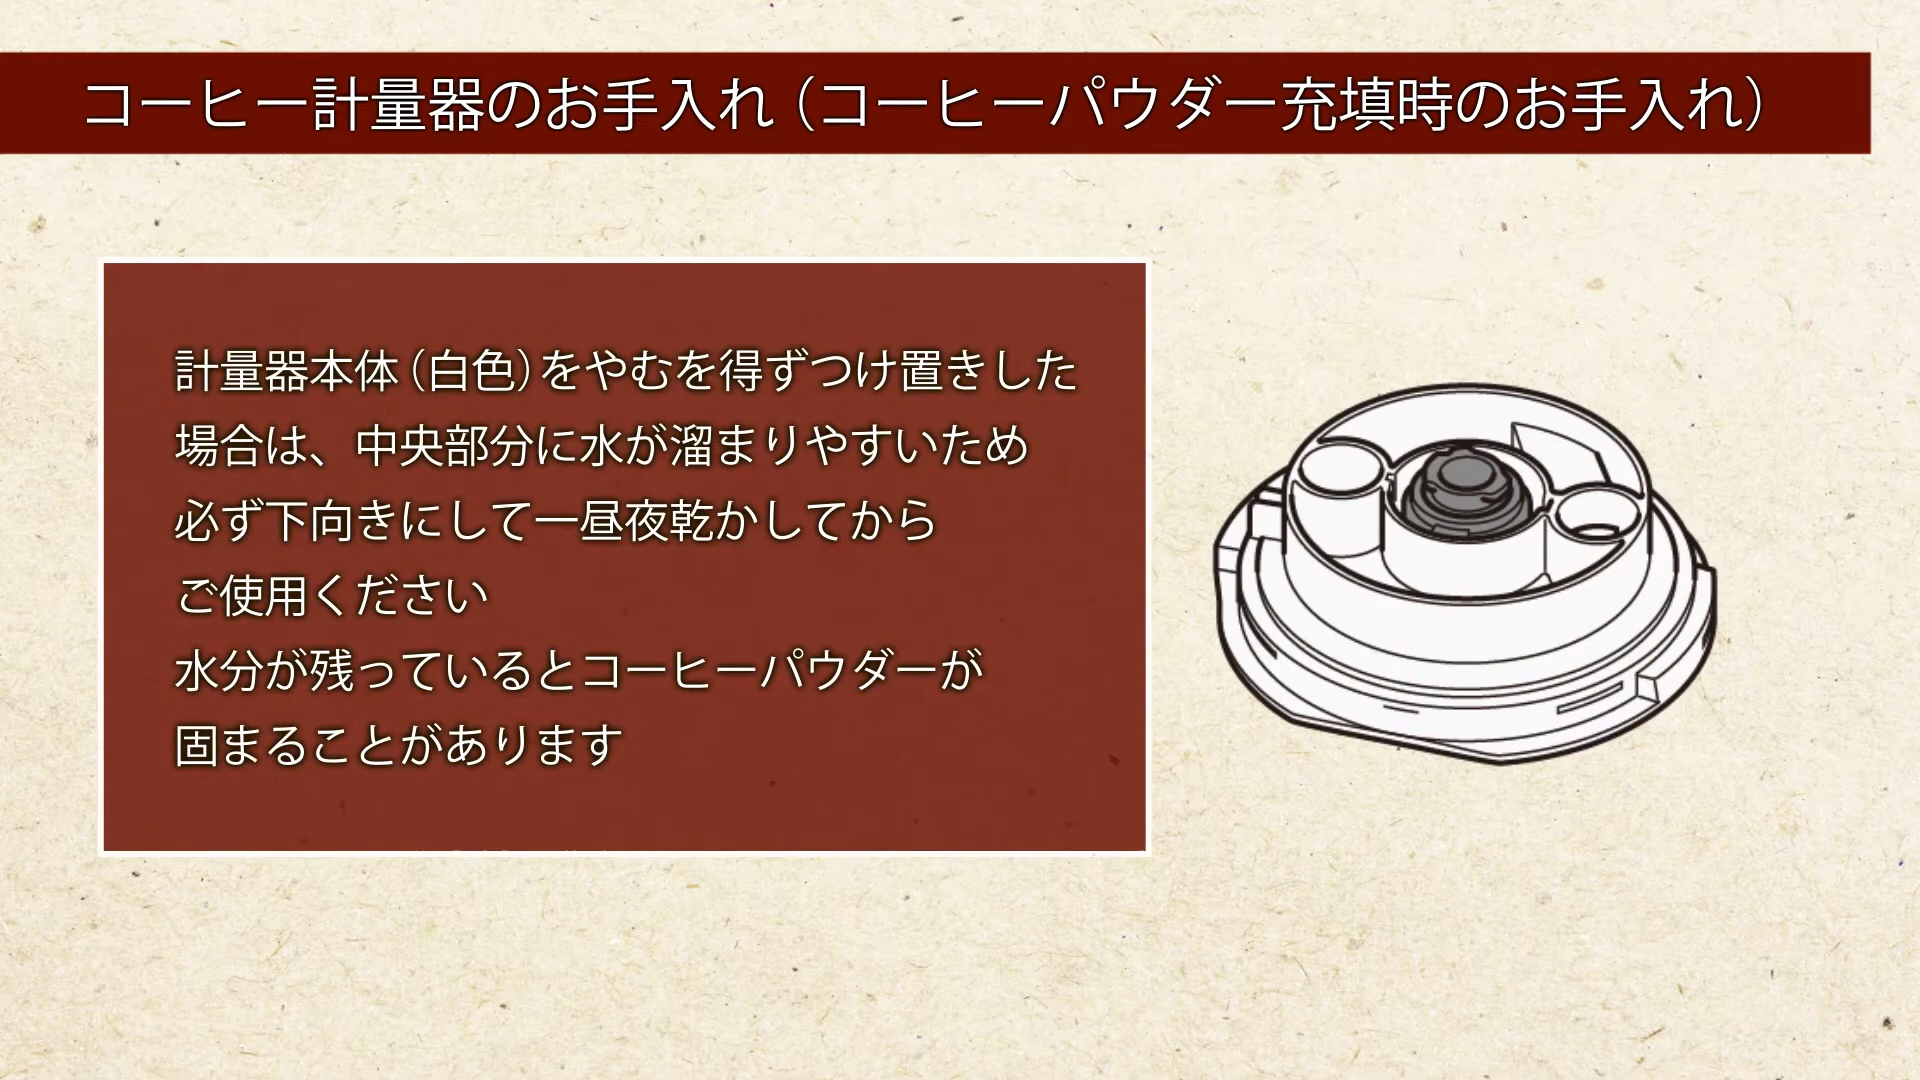 コーヒー計量器のお手入れ（コーヒーパウダー充填時のお手入れ）
計量器本体（白色）をやむを得ずつけ置きした
場合は、中央部分に水が溜まりやすいため
必ず下向きにして一昼夜乾かしてから
ご使用ください
水分が残っているとコーヒーパウダーが
固まることがあります